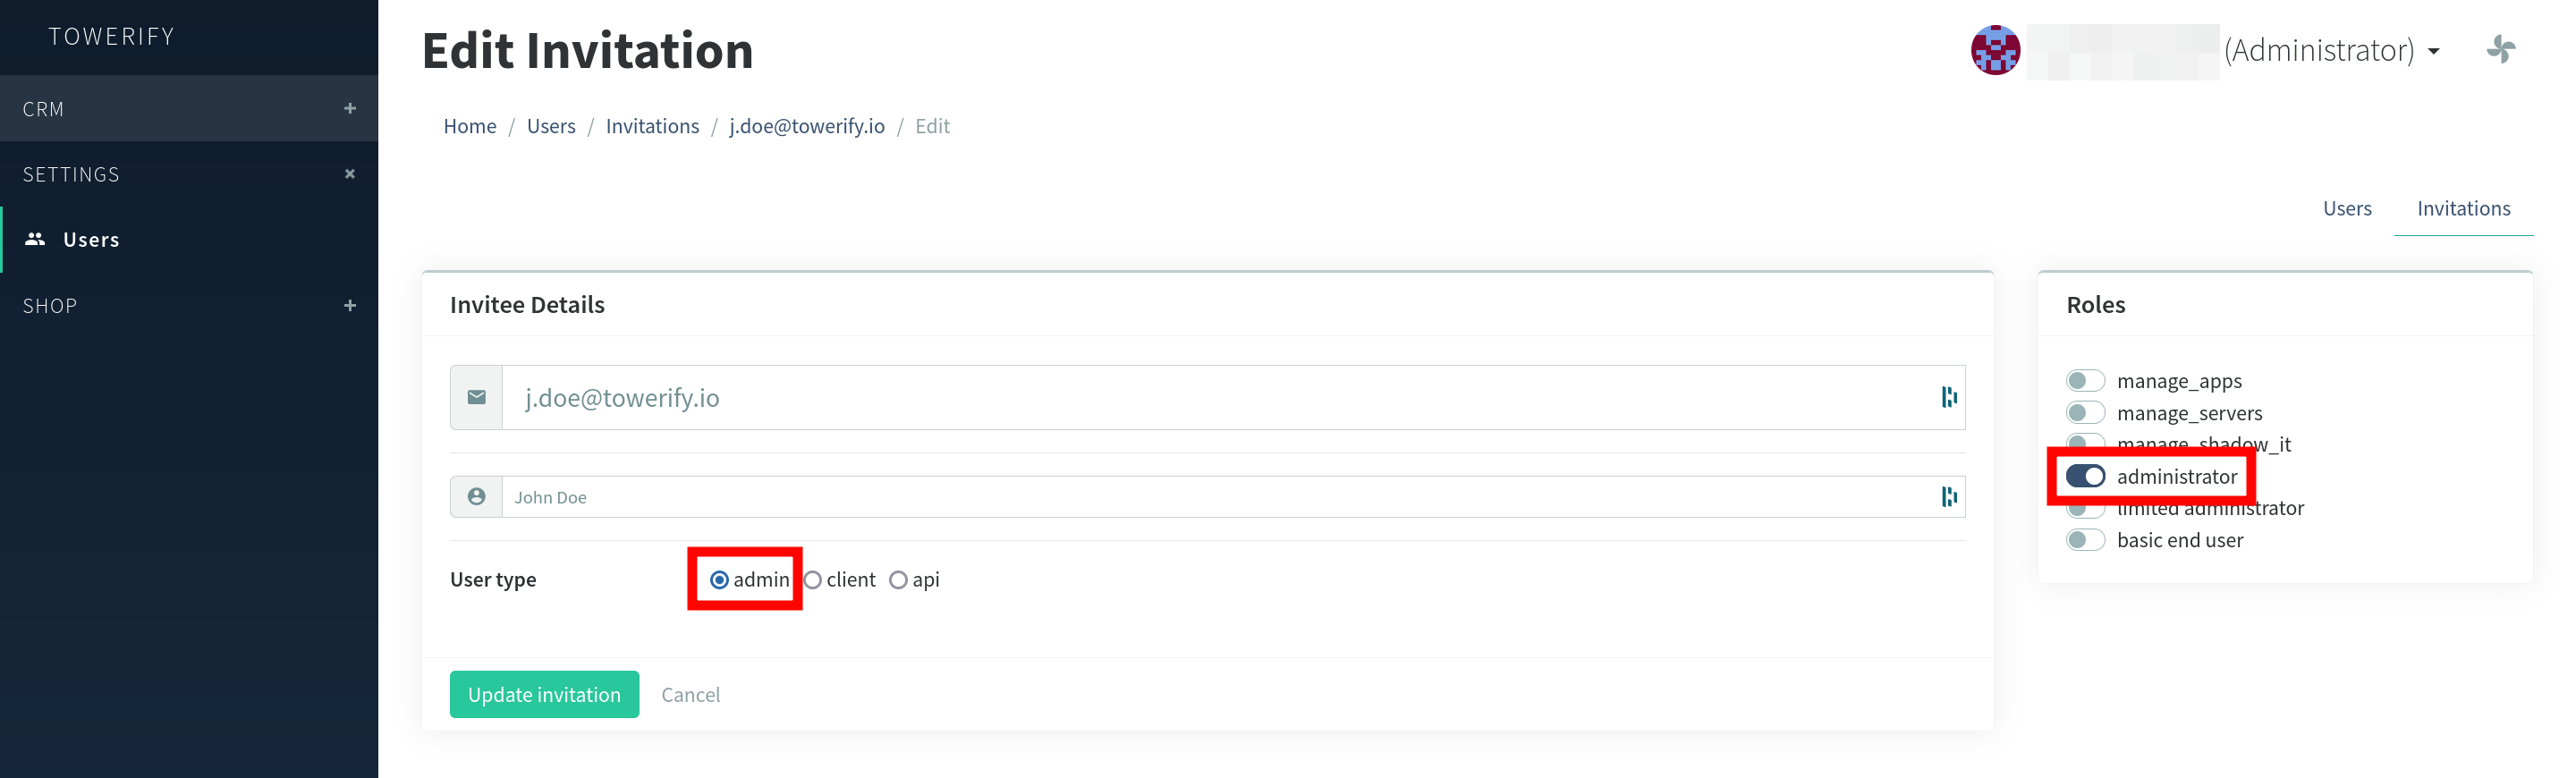 TOWERIFY
CRM
SETTINGS
Users
SHOP
Edit Invitation
(Administrator)
Home / Users / Invitations / j.doe@towerify.io / Edit
Users Invitations
Invitee Details
j.doe@towerify.io
John Doe
User type admin client api
Update invitation Cancel
Roles
manage_apps
manage_servers
manage_shadow_it
administrator
limited administrator
basic end user